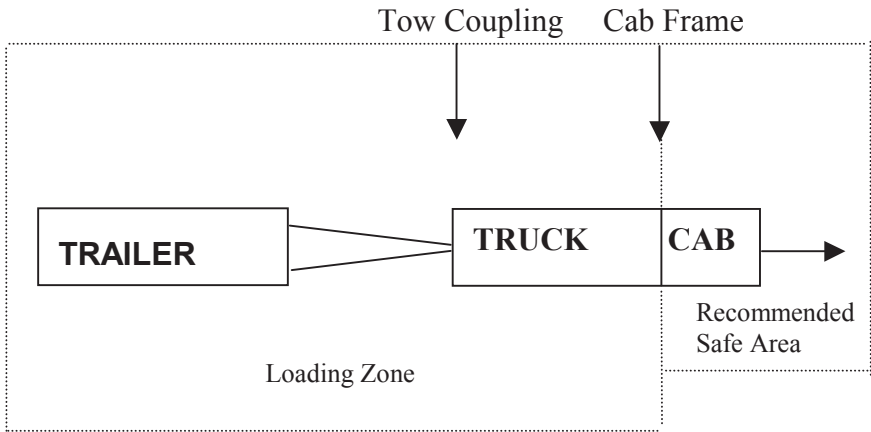 Tow Coupling
Cab Frame
TRAILER
TRUCK
CAB
Recommended
Safe Area
Loading Zone